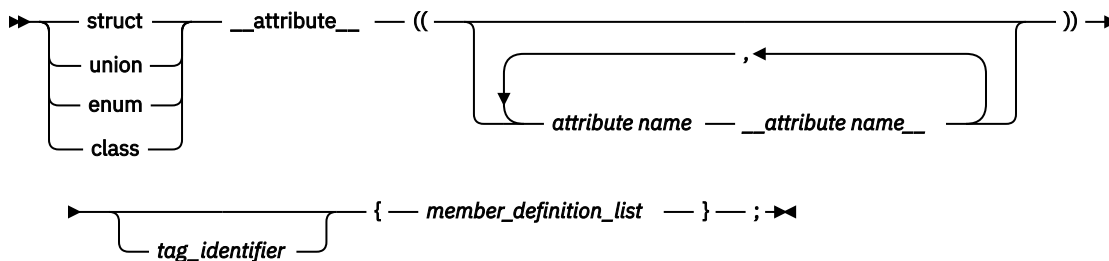 struct __attribute__ (( ))
,
union
enum
attribute name __attribute name__
class
{ member_definition_list } ;
tag_identifier